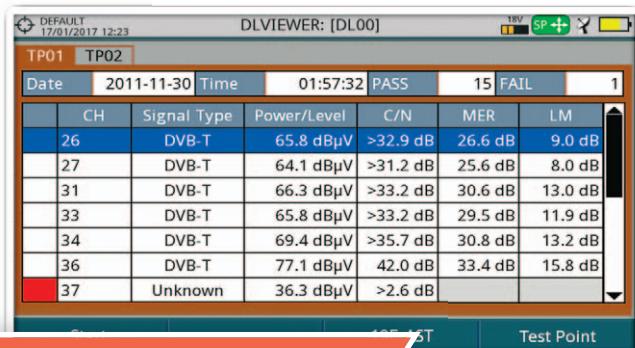 DEFAULT
17/01/2017 12:23
DLVIEWER: [DL00]
18V
SP
TP01 TP02
Date 2011-11-30 Time 01:57:32 PASS 15 FAIL 1
CH Signal Type Power/Level C/N MER LM
26 DVB-T 65.8 dBµV >32.9 dB 26.6 dB 9.0 dB
27 DVB-T 64.1 dBµV >31.2 dB 25.6 dB 8.0 dB
31 DVB-T 66.3 dBµV >33.2 dB 30.6 dB 13.0 dB
33 DVB-T 65.8 dBµV >33.2 dB 29.5 dB 11.9 dB
34 DVB-T 69.4 dBµV >35.7 dB 30.8 dB 13.2 dB
36 DVB-T 77.1 dBµV 42.0 dB 33.4 dB 15.8 dB
37 Unknown 36.3 dBµV >2.6 dB
Test Point